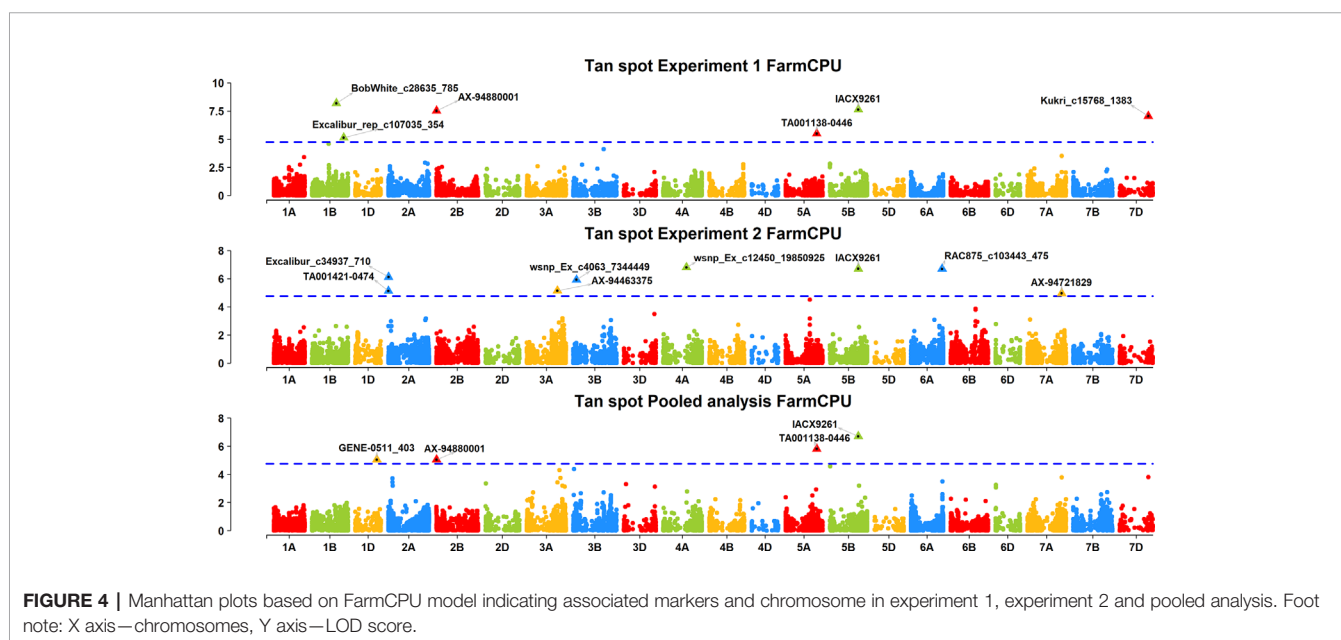 Tan spot Experiment 1 FarmCPU
10
7.5
5
2.5
0
BobWhite_c28635_785
AX-94880001
Excalibur_rep_c107035_354
IACX9261
TA001138-0446
Kukri_c15768_1383
1A 1B 1D 2A 2B 2D 3A 3B 3D 4A 4B 4D 5A 5B 5D 6A 6B 6D 7A 7B 7D
Tan spot Experiment 2 FarmCPU
8
6
4
2
0
Excalibur_c34937_710
TA001421-0474
wsnp_Ex_c4063_7344449
AX-94463375
wsnp_Ex_c12450_19850925
IACX9261
RAC875_c103443_475
AX-94721829
1A 1B 1D 2A 2B 2D 3A 3B 3D 4A 4B 4D 5A 5B 5D 6A 6B 6D 7A 7B 7D
Tan spot Pooled analysis FarmCPU
8
6
4
2
0
GENE-0511_403
AX-94880001
IACX9261
TA001138-0446
1A 1B 1D 2A 2B 2D 3A 3B 3D 4A 4B 4D 5A 5B 5D 6A 6B 6D 7A 7B 7D
FIGURE 4 | Manhattan plots based on FarmCPU model indicating associated markers and chromosome in experiment 1, experiment 2 and pooled analysis. Foot
note: X axis—chromosomes, Y axis—LOD score.